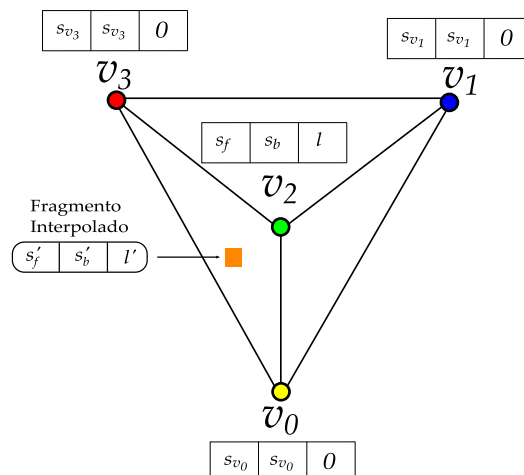 s_{v_3} s_{v_3} 0
s_{v_1} s_{v_1} 0
v_3
v_1
s_f s_b l
v_2
Fragmento
Interpolado
s'_f s'_b l'
v_0
s_{v_0} s_{v_0} 0